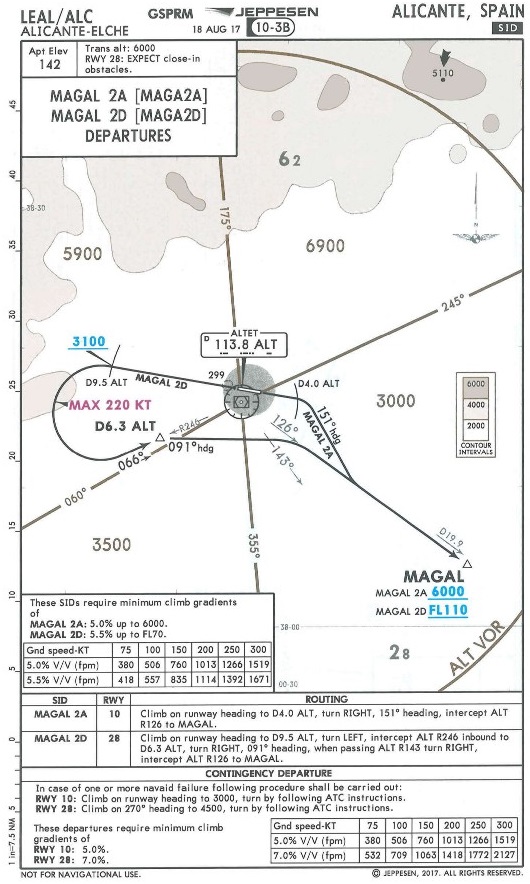 LEAL/ALC
ALICANTE-ELCHE
GSPRM
JEPPESEN
18 AUG 17
10-3B
ALICANTE, SPAIN
SID
Apt Elev
142
Trans alt: 6000
RWY 28: EXPECT close-in
obstacles.
MAGAL 2A [MAGA2A]
MAGAL 2D [MAGA2D]
DEPARTURES
5110
62
N
45
40
38-30
35
30
25
20
15
10
5
0
5
1 in=7.5 NM
175°
5900
6900
245°
ALTET
D
113.8 ALT
3100
D9.5 ALT
MAGAL 2D
299
D4.0 ALT
MAX 220 KT
D6.3 ALT
R246
066°
091°hdg
126°
143°
151°hdg
MAGAL 2A
3000
6000
4000
2000
CONTOUR
INTERVALS
060°
355°
3500
D19.9
MAGAL
MAGAL 2A 6000
MAGAL 2D FL110
38-00
28
00-30
ALT VOR
These SIDs require minimum climb gradients
of
MAGAL 2A: 5.0% up to 6000.
MAGAL 2D: 5.5% up to FL70.
Gnd speed-KT 75 100 150 200 250 300
5.0% V/V (fpm) 380 506 760 1013 1266 1519
5.5% V/V (fpm) 418 557 835 1114 1392 1671
SID RWY ROUTING
MAGAL 2A 10 Climb on runway heading to D4.0 ALT, turn RIGHT, 151° heading, intercept ALT
R126 to MAGAL.
MAGAL 2D 28 Climb on runway heading to D9.5 ALT, turn LEFT, intercept ALT R246 inbound to
D6.3 ALT, turn RIGHT, 091° heading, when passing ALT R143 turn RIGHT,
intercept ALT R126 to MAGAL.
CONTINGENCY DEPARTURE
In case of one or more navaid failure following procedure shall be carried out:
RWY 10: Climb on runway heading to 3000, turn by following ATC instructions.
RWY 28: Climb on 270° heading to 4500, turn by following ATC instructions.
These departures require minimum climb
gradients of
RWY 10: 5.0%.
RWY 28: 7.0%.
Gnd speed-KT 75 100 150 200 250 300
5.0% V/V (fpm) 380 506 760 1013 1266 1519
7.0% V/V (fpm) 532 709 1063 1418 1772 2127
NOT FOR NAVIGATIONAL USE.
© JEPPESEN, 2017. ALL RIGHTS RESERVED.